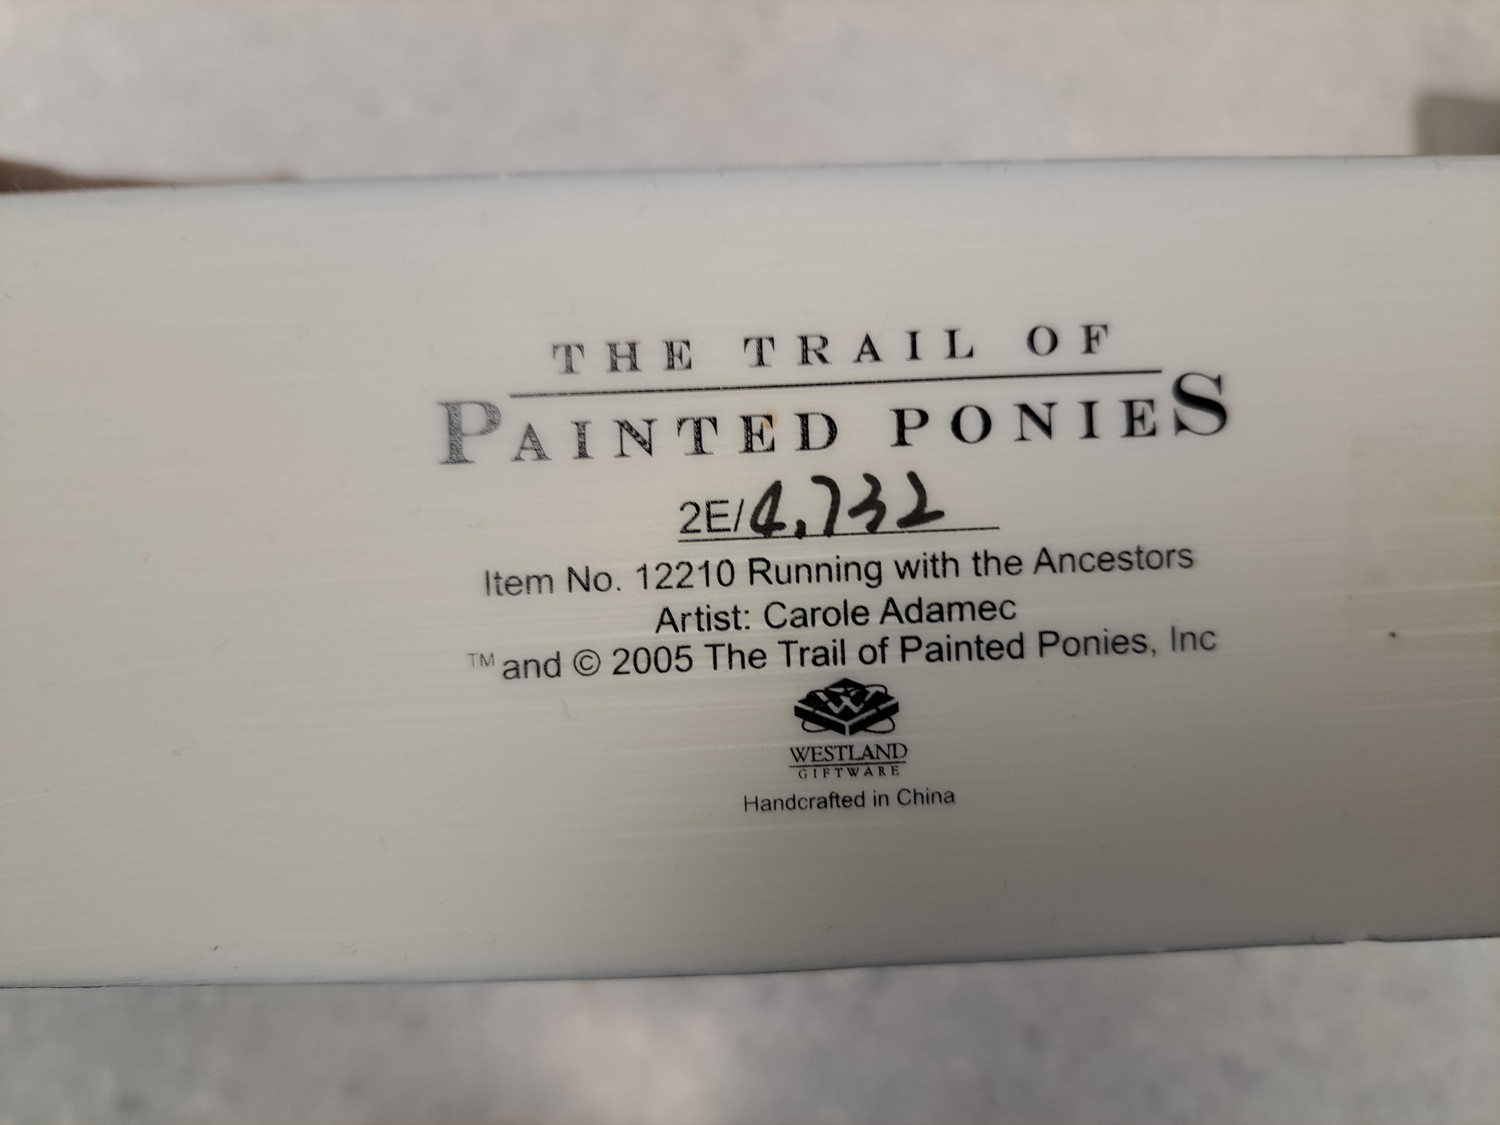 THE TRAIL OF
PAINTED PONIES
2E/4,732
Item No. 12210 Running with the Ancestors
Artist: Carole Adamec
™ and © 2005 The Trail of Painted Ponies, Inc
W
WESTLAND
GIFTWARE
Handcrafted in China